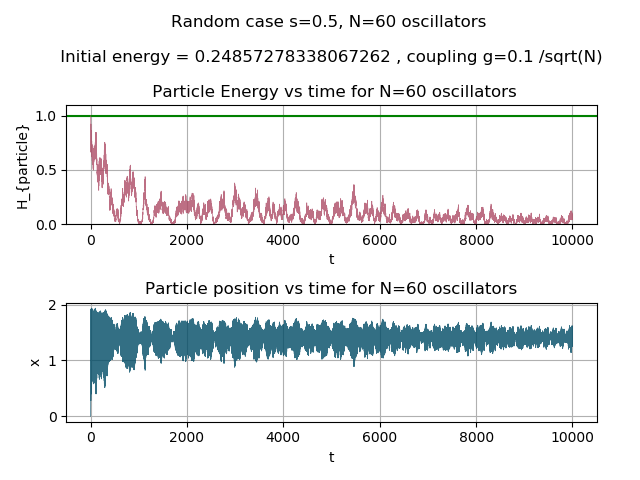 Random case s=0.5, N=60 oscillators
Initial energy = 0.24857278338067262 , coupling g=0.1 /sqrt(N)
Particle Energy vs time for N=60 oscillators
H_{particle}
1.0
0.5
0.0
0 2000 4000 6000 8000 10000
t
Particle position vs time for N=60 oscillators
x
2
1
0
0 2000 4000 6000 8000 10000
t